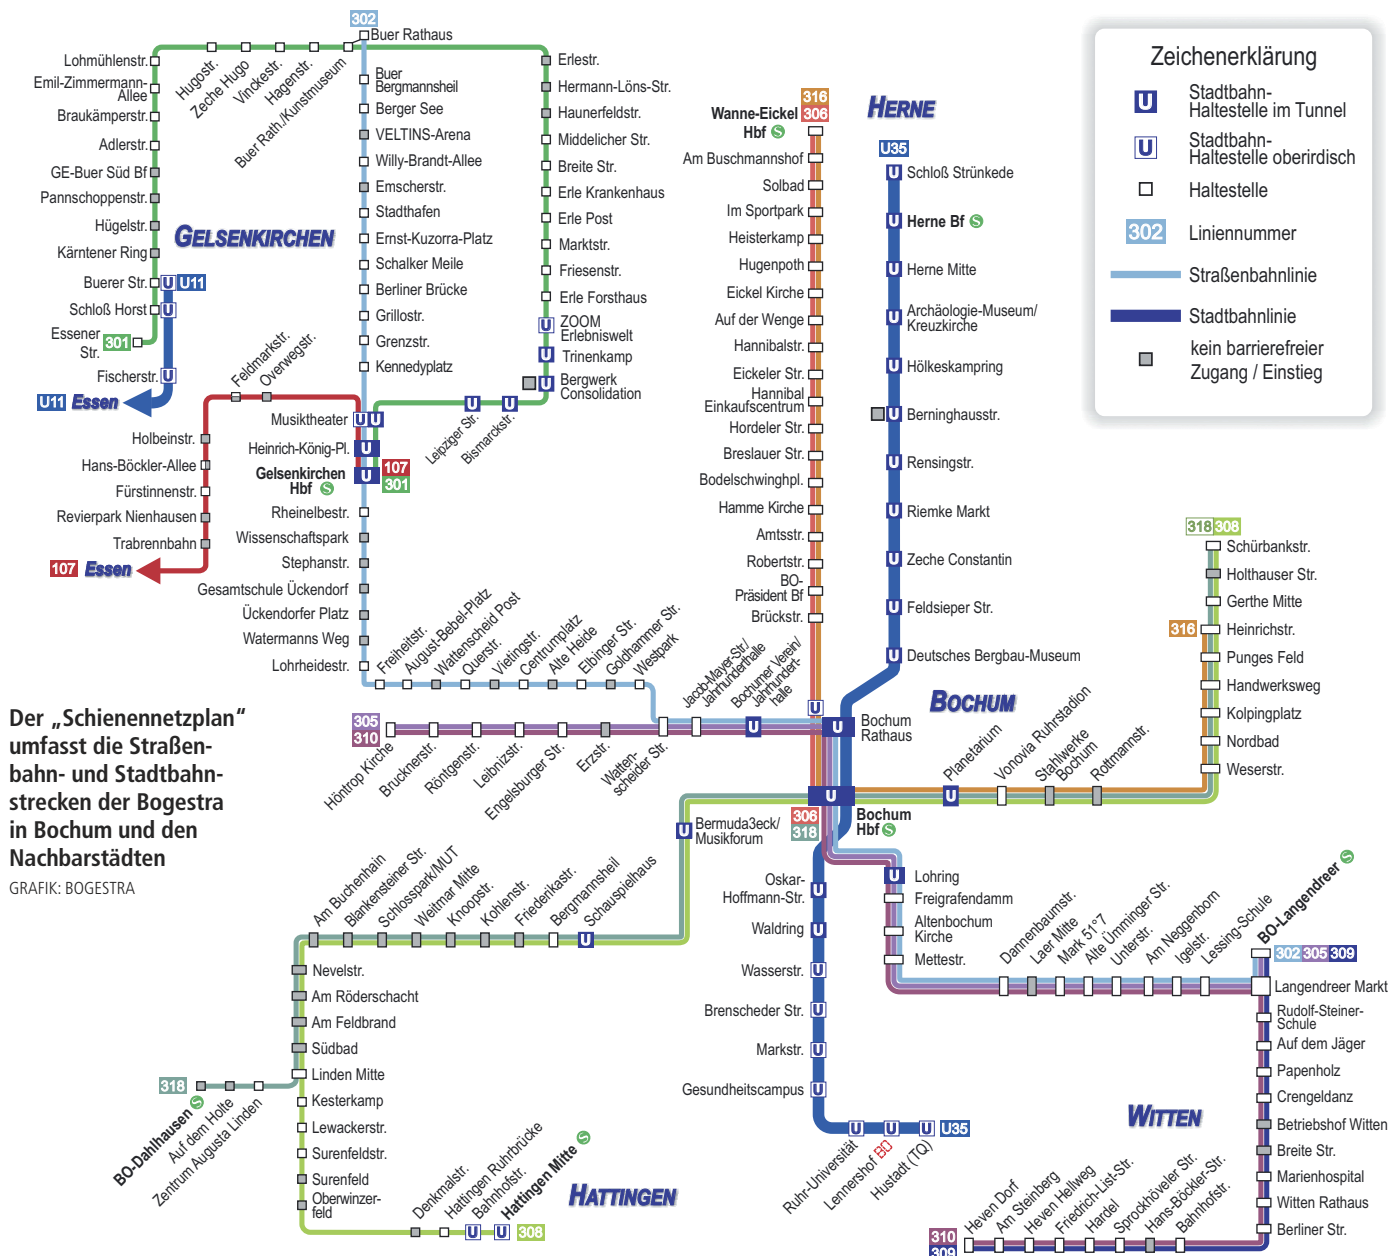 302
Buer Rathaus
Lohmühlenstr.
Emil-Zimmermann-
Allee
Braukämperstr.
Adlerstr.
GE-Buer Süd Bf
Pannschoppenstr.
Hügelstr.
Kärntener Ring
Buerer Str.
U
U11
Schloß Horst
U
Essener
Str.
301
Fischerstr.
U
U11 Essen
Hugostr.
Zeche Hugo
Vinckestr.
Hagenstr.
Buer Rath./Kunstmuseum
GELSENKIRCHEN
Buer
Bergmannsheil
Berger See
VELTINS-Arena
Willy-Brandt-Allee
Emscherstr.
Stadthafen
Ernst-Kuzorra-Platz
Schalker Meile
Berliner Brücke
Grillostr.
Grenzstr.
Kennedyplatz
Erlestr.
Hermann-Löns-Str.
Haunerfeldstr.
Middelicher Str.
Breite Str.
Erle Krankenhaus
Erle Post
Marktstr.
Friesenstr.
Erle Forsthaus
U
ZOOM
Erlebniswelt
U
Trinenkamp
U
Bergwerk
Consolidation
U
Leipziger Str.
U
Bismarckstr.
Feldmarkstr.
Overwegstr.
Holbeinstr.
Hans-Böckler-Allee
Fürstinnenstr.
Revierpark Nienhausen
Trabrennbahn
107 Essen
Musiktheater
U U
Heinrich-König-Pl.
U
Gelsenkirchen
Hbf S
U
107
301
Rheinelbestr.
Wissenschaftspark
Stephanstr.
Gesamtschule Ückendorf
Ückendorfer Platz
Watermanns Weg
Lohrheidestr.
Freiheitstr.
August-Bebel-Platz
Wattenscheid Post
Querstr.
Vietingstr.
Centrumplatz
Alte Heide
Elbinger Str.
Goldhammer Str.
Westpark
Jacob-Mayer-Str/
Jahrhunderthalle
Bochumer Verein/
Jahrhundert-
halle
U
305
310
Höntrop Kirche
Brucknerstr.
Röntgenstr.
Leibnizstr.
Engelsburger Str.
Erzstr.
Watten-
scheider Str.
316
306
Wanne-Eickel
Hbf S
Am Buschmannshof
Solbad
Im Sportpark
Heisterkamp
Hugenpoth
Eickel Kirche
Auf der Wenge
Hannibalstr.
Eickeler Str.
Hannibal
Einkaufscentrum
Hordeler Str.
Breslauer Str.
Bodelschwinghpl.
Hamme Kirche
Amtsstr.
Robertstr.
BO-
Präsident Bf
Brückstr.
U
HERNE
U35
U
Schloß Strünkede
U
Herne Bf S
U
Herne Mitte
U
Archäologie-Museum/
Kreuzkirche
U
Hölkeskampring
U
Berninghausstr.
U
Rensingstr.
U
Riemke Markt
U
Zeche Constantin
U
Feldsieper Str.
U
Deutsches Bergbau-Museum
BOCHUM
U
Bochum
Rathaus
U
Bochum
Hbf S
306
318
Zeichenerklärung
U
Stadtbahn-
Haltestelle im Tunnel
U
Stadtbahn-
Haltestelle oberirdisch
Haltestelle
302
Liniennummer
Straßenbahnlinie
Stadtbahnlinie
kein barrierefreier
Zugang / Einstieg
318 308
Schürbankstr.
Holthauser Str.
Gerthe Mitte
316
Heinrichstr.
Punges Feld
Handwerksweg
Kolpingplatz
Nordbad
Weserstr.
U
Planetarium
Vonovia Ruhrstadion
Stahlwerke
Bochum
Rottmannstr.
Der „Schienennetzplan“
umfasst die Straßen-
bahn- und Stadtbahn-
strecken der Bogestra
in Bochum und den
Nachbarstädten
GRAFIK: BOGESTRA
U
Bermuda3eck/
Musikforum
Am Buchenhain
Blankensteiner Str.
Schlosspark/MUT
Weitmar Mitte
Knoopstr.
Kohlenstr.
Friederikastr.
Bergmannsheil
Schauspielhaus
U
Nevelstr.
Am Röderschacht
Am Feldbrand
Südbad
Linden Mitte
318
BO-Dahlhausen S
Auf dem Holte
Zentrum Augusta Linden
Kesterkamp
Lewackerstr.
Surenfeldstr.
Surenfeld
Oberwinzer-
feld
Denkmalstr.
Hattingen Ruhrbrücke
U
Bahnhofstr.
U
Hattingen Mitte S
308
HATTINGEN
Oskar-
Hoffmann-Str.
U
Waldring
U
Wasserstr.
U
Brenscheder Str.
U
Markstr.
U
Gesundheitscampus
U
U
Ruhr-Universität
U
Lennershof BO
U
Hustadt (TQ)
U35
U
Lohring
Freigrafendamm
Altenbochum
Kirche
Mettestr.
Dannenbaumstr.
Laer Mitte
Mark 51°7
Alte Ümminger Str.
Unterstr.
Am Neggenborn
Igelstr.
Lessing-Schule
BO-Langendreer S
302 305 309
Langendreer Markt
Rudolf-Steiner-
Schule
Auf dem Jäger
Papenholz
Crengeldanz
Betriebshof Witten
Breite Str.
Marienhospital
Witten Rathaus
Berliner Str.
WITTEN
310
309
Heven Dorf
Am Steinberg
Heven Hellweg
Friedrich-List-Str.
Hardel
Sprockhöveler Str.
Hans-Böckler-Str.
Bahnhofstr.